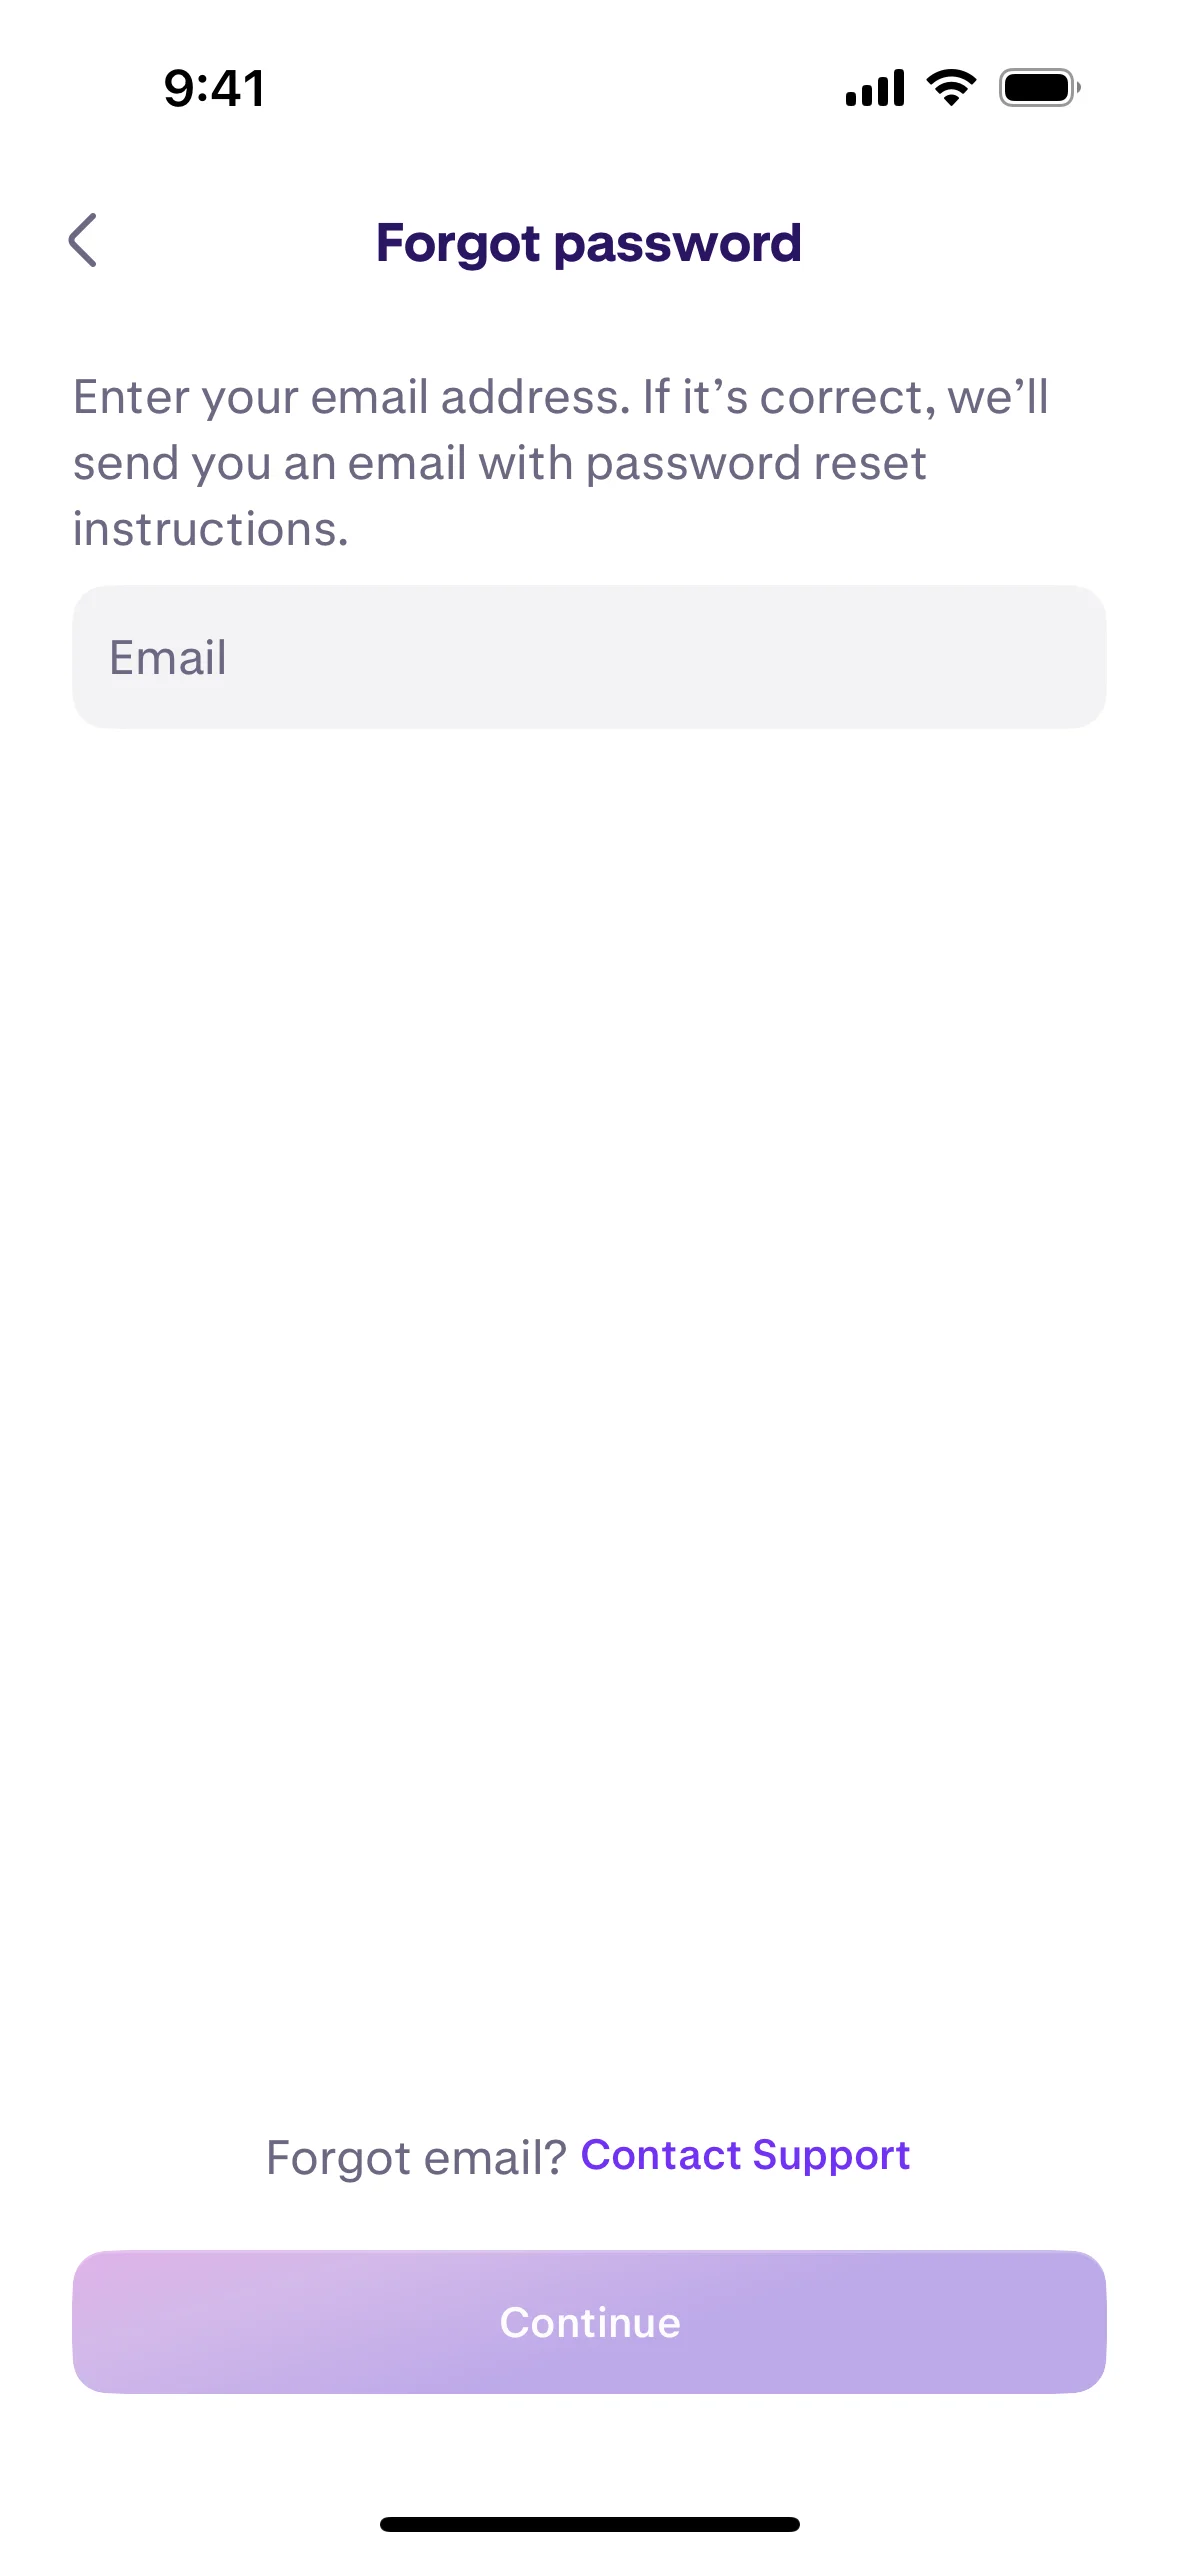 9:41
Forgot password
Enter your email address. If it’s correct, we’ll
send you an email with password reset
instructions.
Email
Forgot email? Contact Support
Continue